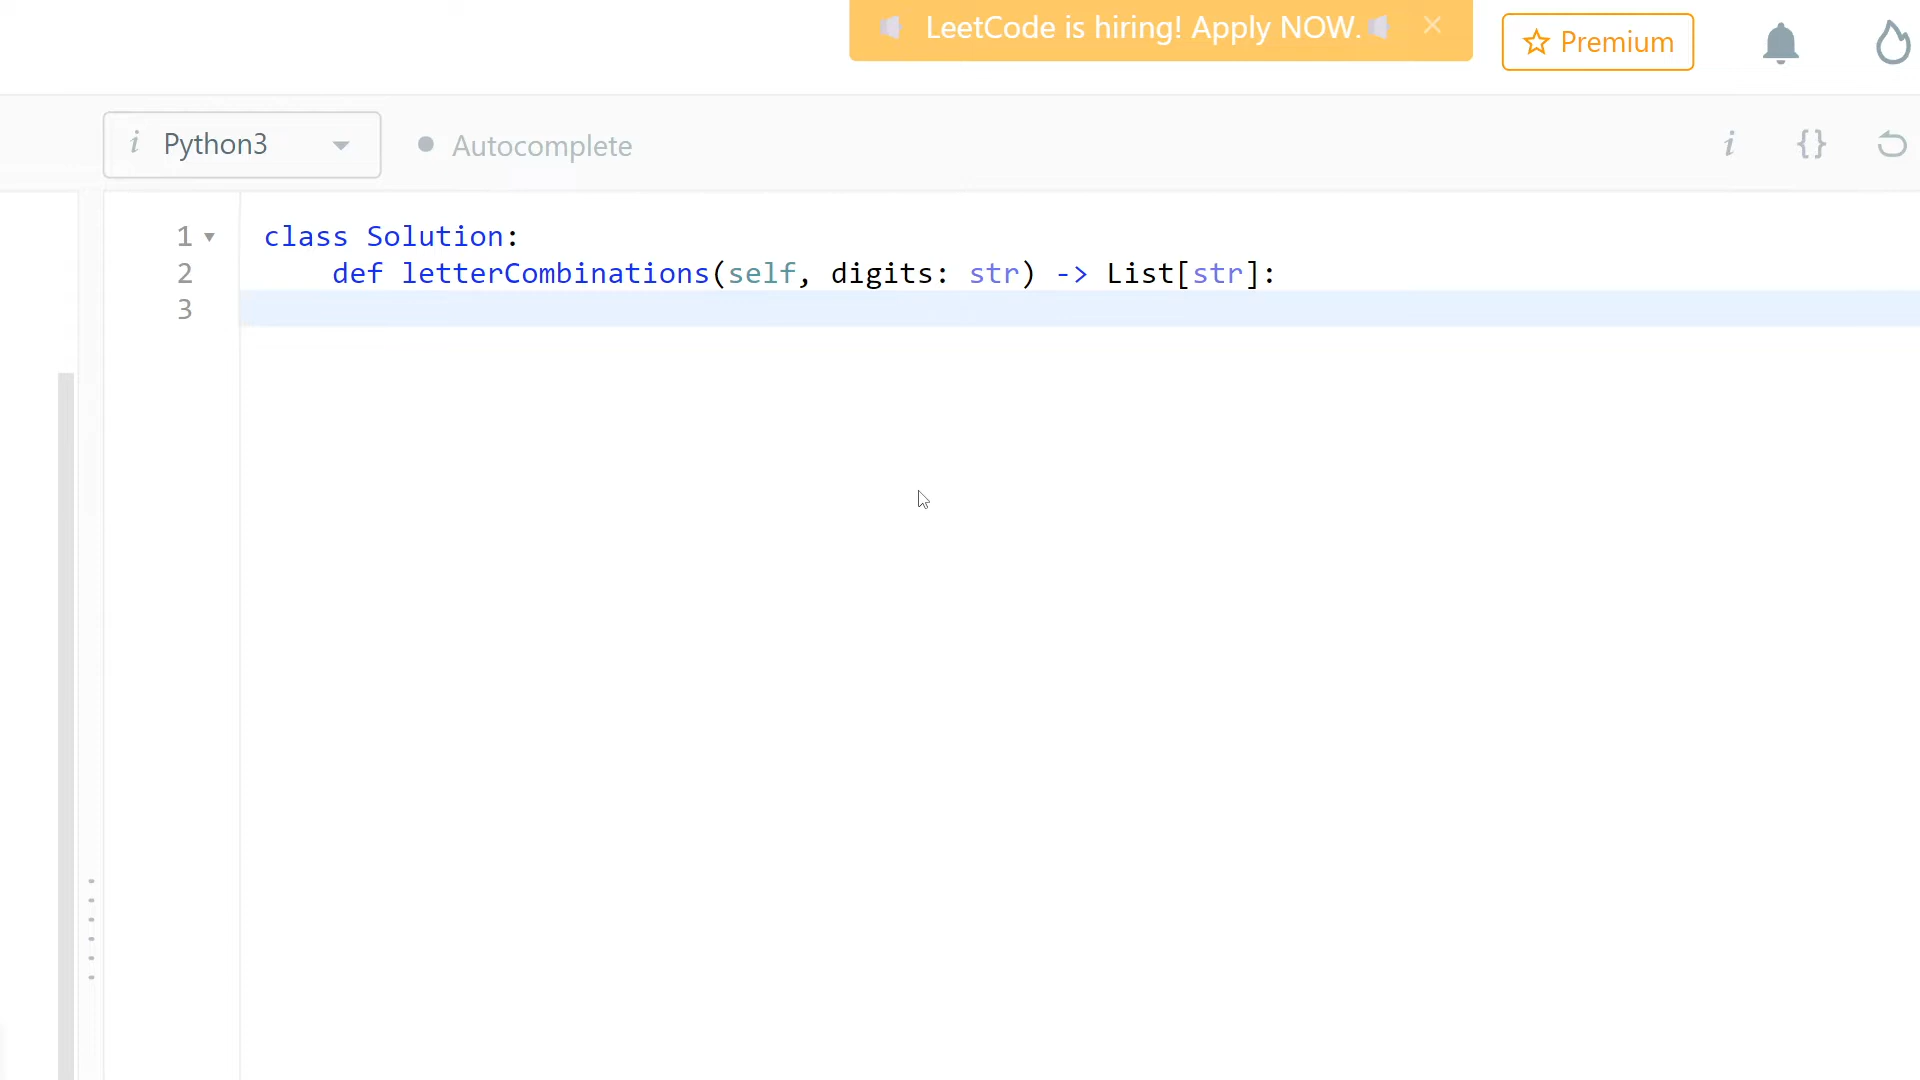 LeetCode is hiring! Apply NOW.
Premium
i Python3
Autocomplete
i {}
1 class Solution:
2 def letterCombinations(self, digits: str) -> List[str]:
3